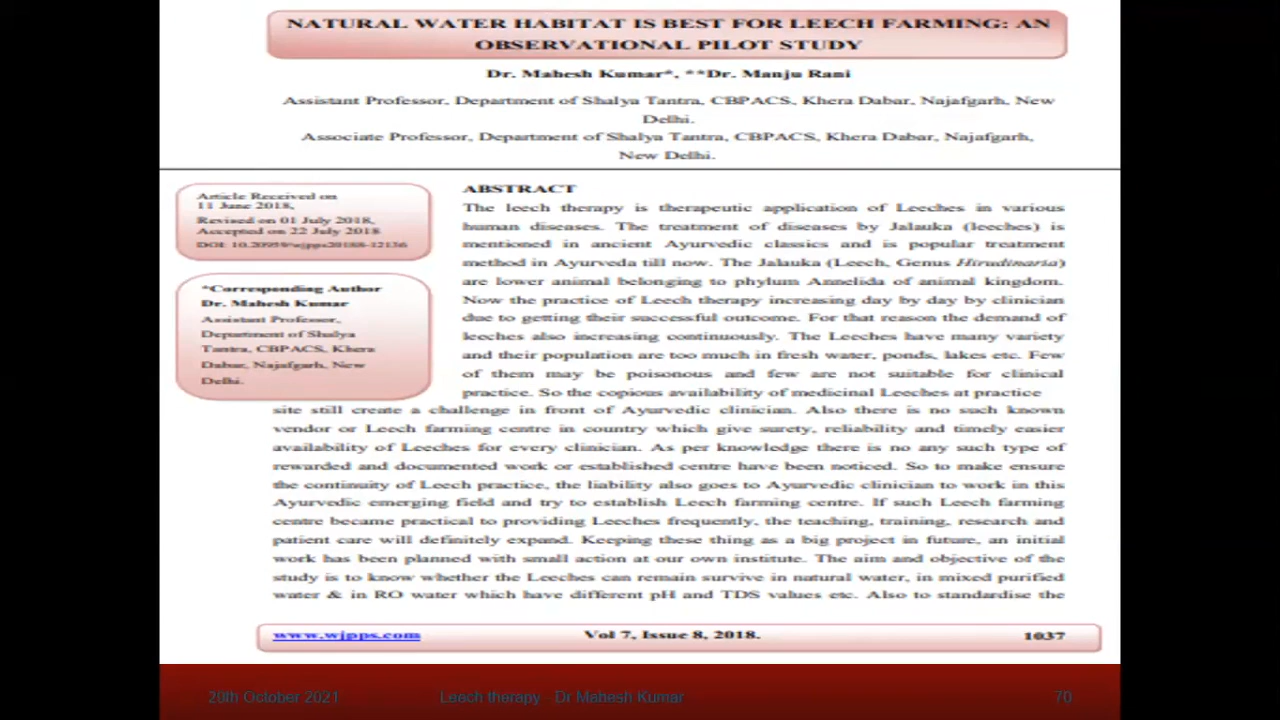 NATURAL WATER HABITAT IS BEST FOR LEECH FARMING: AN
OBSERVATIONAL PILOT STUDY
Dr. Mahesh Kumar*, **Dr. Manju Rani
Assistant Professor, Department of Shalya Tantra, CBPACS, Khera Dabar, Najafgarh, New
Delhi.
Associate Professor, Department of Shalya Tantra, CBPACS, Khera Dabar, Najafgarh,
New Delhi.
Article Received on
11 June 2018,
Revised on 01 July 2018,
Accepted on 22 July 2018
DOI: 10.20959/wjpps20188-12136
*Corresponding Author
Dr. Mahesh Kumar
Assistant Professor,
Department of Shalya
Tantra, CBPACS, Khera
Dabar, Najafgarh, New
Delhi.
ABSTRACT
The leech therapy is therapeutic application of Leeches in various
human diseases. The treatment of diseases by Jalauka (leeches) is
mentioned in ancient Ayurvedic classics and is popular treatment
method in Ayurveda till now. The Jalauka (Leech, Genus Hirudinaria)
are lower animal belonging to phylum Annelida of animal kingdom.
Now the practice of Leech therapy increasing day by day by clinician
due to getting their successful outcome. For that reason the demand of
leeches also increasing continuously. The Leeches have many variety
and their population are too much in fresh water, ponds, lakes etc. Few
of them may be poisonous and few are not suitable for clinical
practice. So the copious availability of medicinal Leeches at practice
site still create a challenge in front of Ayurvedic clinician. Also there is no such known
vendor or Leech farming centre in country which give surety, reliability and timely easier
availability of Leeches for every clinician. As per knowledge there is no any such type of
rewarded and documented work or established centre have been noticed. So to make ensure
the continuity of Leech practice, the liability also goes to Ayurvedic clinician to work in this
Ayurvedic emerging field and try to establish Leech farming centre. If such Leech farming
centre became practical to providing Leeches frequently, the teaching, training, research and
patient care will definitely expand. Keeping these thing as a big project in future, an initial
work has been planned with small action at our own institute. The aim and objective of the
study is to know whether the Leeches can remain survive in natural water, in mixed purified
water & in RO water which have different pH and TDS values etc. Also to standardise the
www.wjpps.com Vol 7, Issue 8, 2018. 1037
29th October 2021 Leech therapy - Dr Mahesh Kumar 70